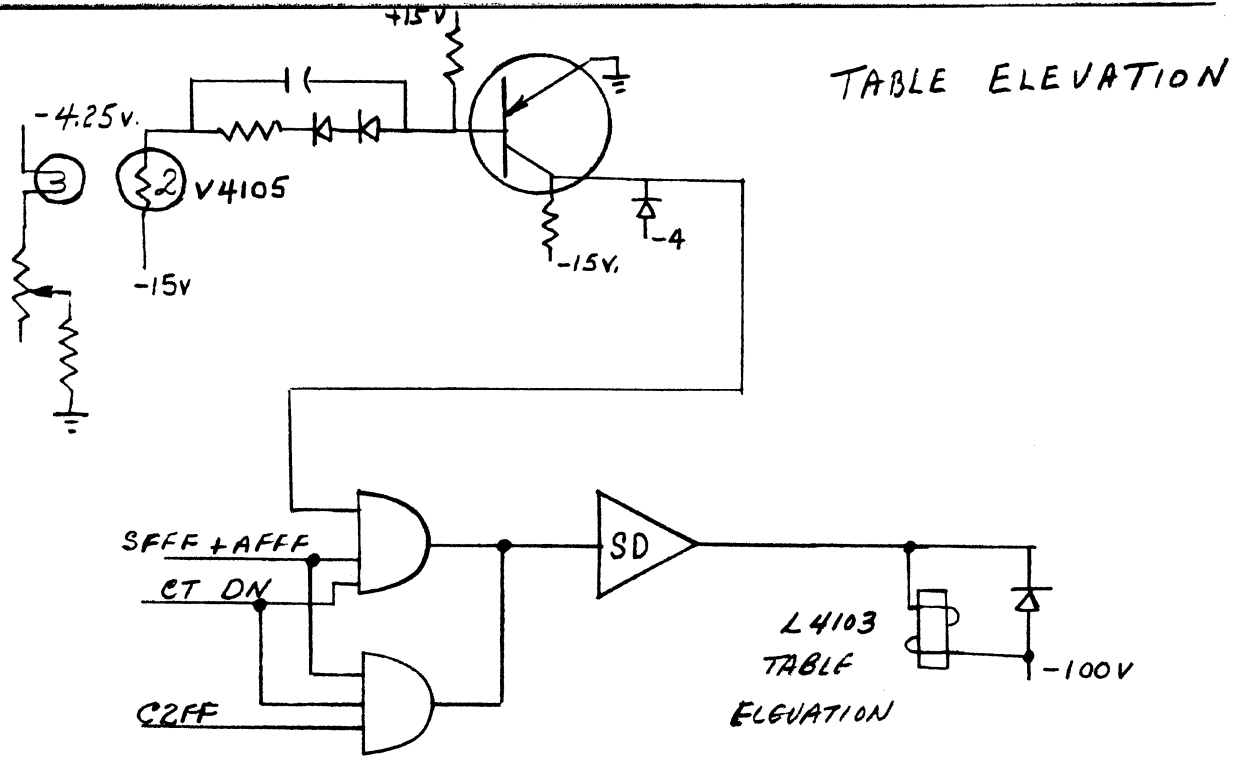 +15V
TABLE ELEVATION
-4.25v.
3
2
V4105
-4
-15v.
-15v
SFFF + AFFF
CT DN
SD
L4103
TABLE
ELEVATION
-100V
C2FF